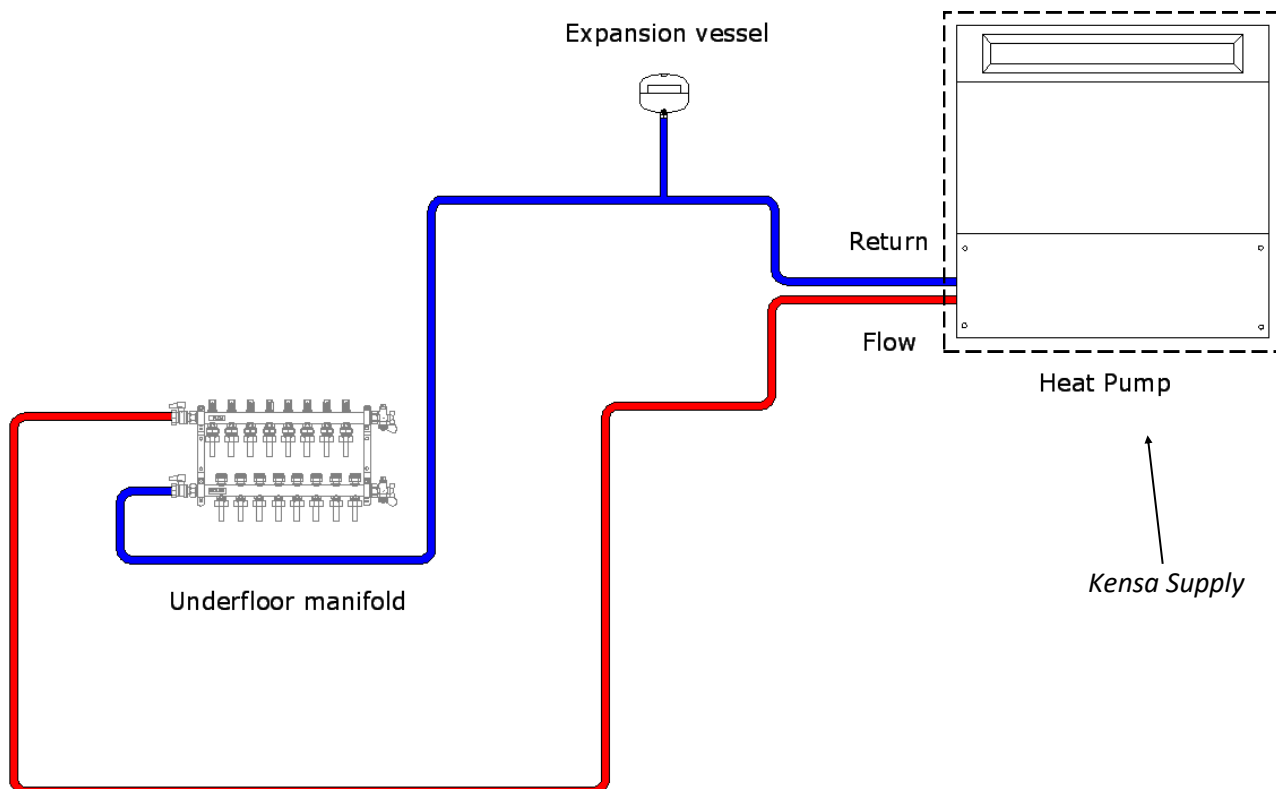 Expansion vessel
Return
Flow
Heat Pump
Kensa Supply
Underfloor manifold